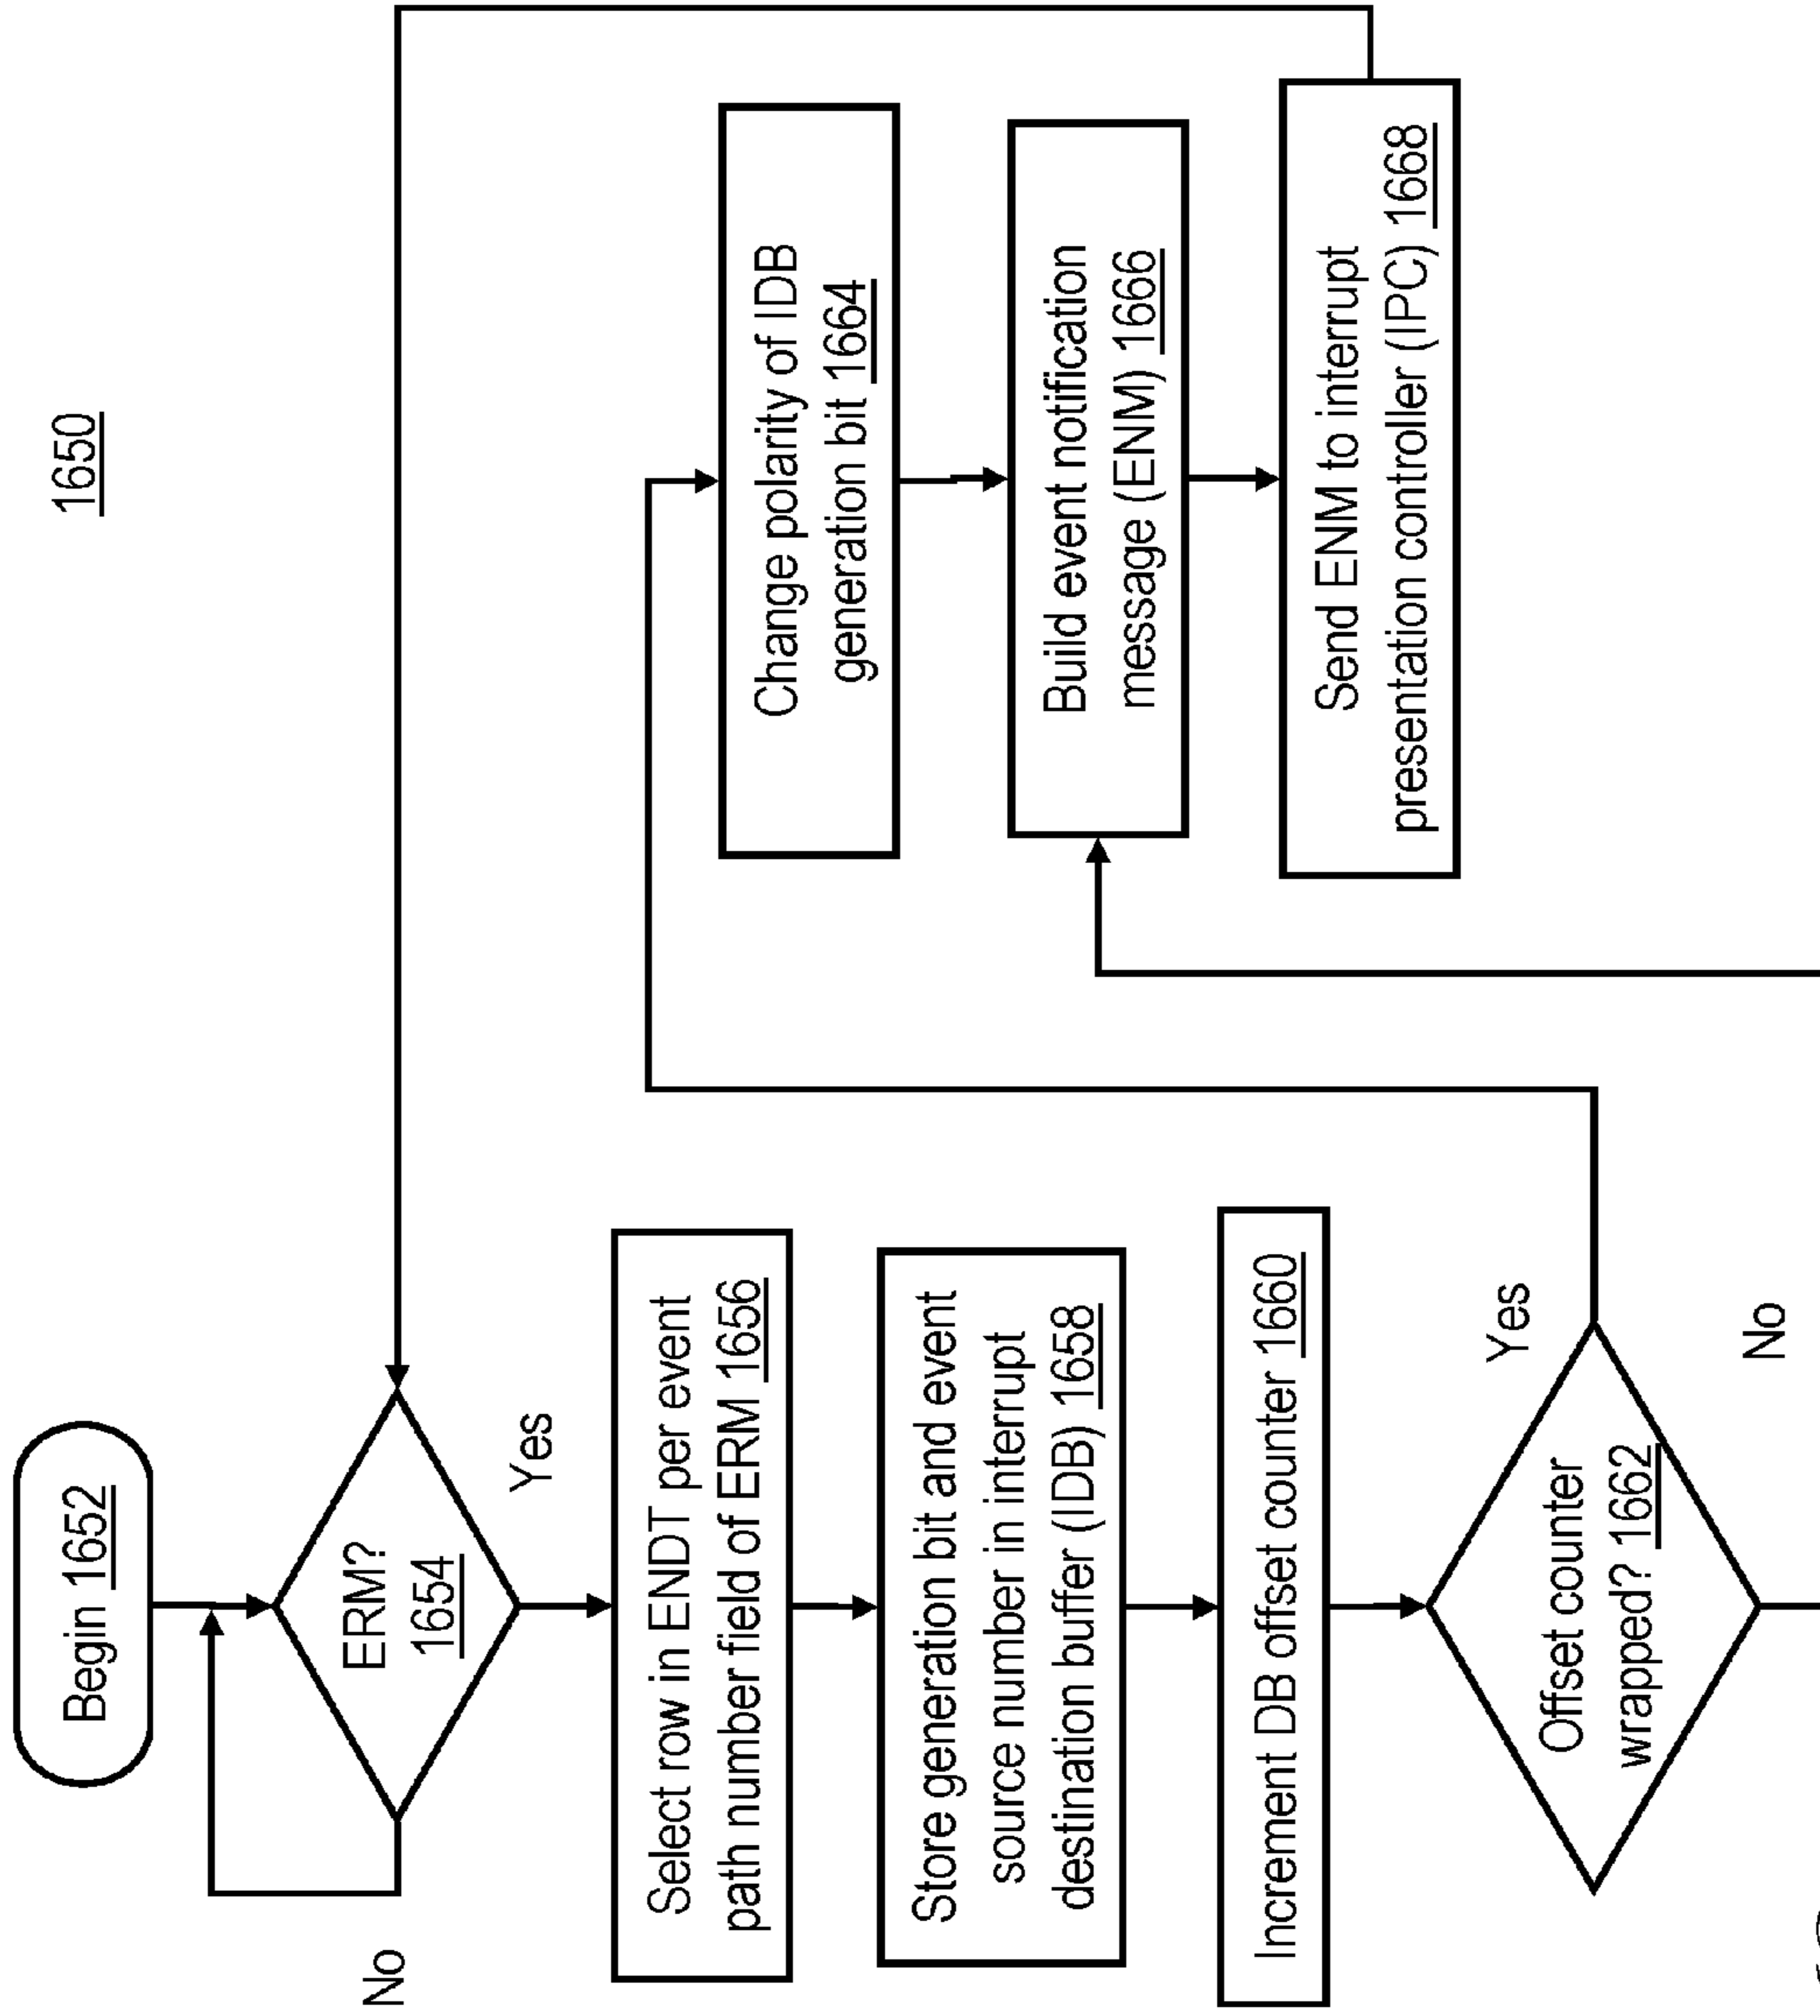 1650
Begin 1652
ERM?
1654
No
Yes
Select row in ENDT per event
path number field of ERM 1656
Store generation bit and event
source number in interrupt
destination buffer (IDB) 1658
Increment DB offset counter 1660
Offset counter
wrapped? 1662
Yes
No
Change polarity of IDB
generation bit 1664
Build event notification
message (ENM) 1666
Send ENM to interrupt
presentation controller (IPC) 1668